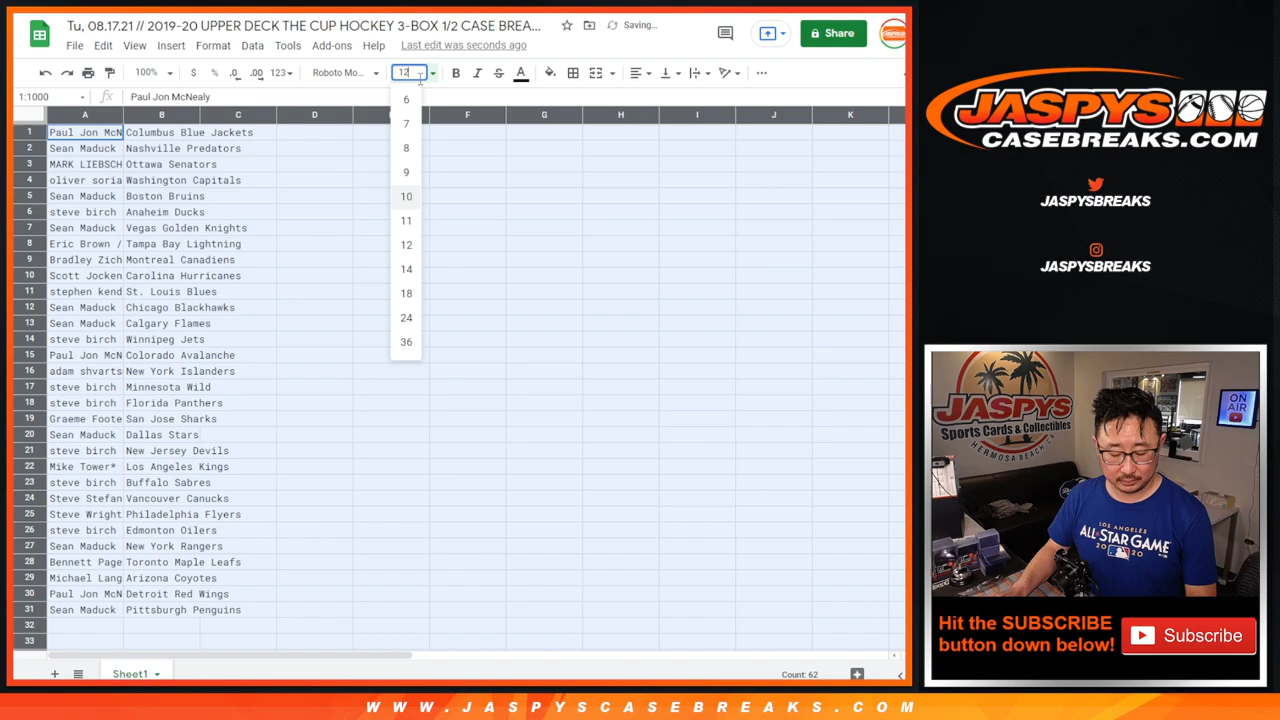 Tu, 08.17.21 // 2019-20 UPPER DECK THE CUP HOCKEY 3-BOX 1/2 CASE BREA...
Saving...
Share
File Edit View Insert Format Data Tools Add-ons Help Last edit was seconds ago
100% $ % .0 .00 123 Roboto Mo... 12 B I S A
1:1000 fx Paul Jon McNealy
A B C D F G H I J K
1 Paul Jon McN Columbus Blue Jackets
2 Sean Maduck Nashville Predators
3 MARK LIEBSCH Ottawa Senators
4 oliver soria Washington Capitals
5 Sean Maduck Boston Bruins
6 steve birch Anaheim Ducks
7 Sean Maduck Vegas Golden Knights
8 Eric Brown / Tampa Bay Lightning
9 Bradley Zich Montreal Canadiens
10 Scott Jocken Carolina Hurricanes
11 stephen kend St. Louis Blues
12 Sean Maduck Chicago Blackhawks
13 Sean Maduck Calgary Flames
14 steve birch Winnipeg Jets
15 Paul Jon McN Colorado Avalanche
16 adam shvarts New York Islanders
17 steve birch Minnesota Wild
18 steve birch Florida Panthers
19 Graeme Foote San Jose Sharks
20 Sean Maduck Dallas Stars
21 steve birch New Jersey Devils
22 Mike Tower* Los Angeles Kings
23 steve birch Buffalo Sabres
24 Steve Stefan Vancouver Canucks
25 Steve Wright Philadelphia Flyers
26 steve birch Edmonton Oilers
27 Sean Maduck New York Rangers
28 Bennett Page Toronto Maple Leafs
29 Michael Lang Arizona Coyotes
30 Paul Jon McN Detroit Red Wings
31 Sean Maduck Pittsburgh Penguins
32
33
6
7
8
9
10
11
12
14
18
24
36
Sheet1
Count: 62
JASPYS
CASEBREAKS.COM
JASPYSBREAKS
JASPYSBREAKS
JASPYS
Sports Cards & Collectibles
HERMOSA BEACH, CA
ON AIR
LOS ANGELES
ALL-STAR GAME
2020
Hit the SUBSCRIBE
button down below!
Subscribe
WWW.JASPYSCASEBREAKS.COM